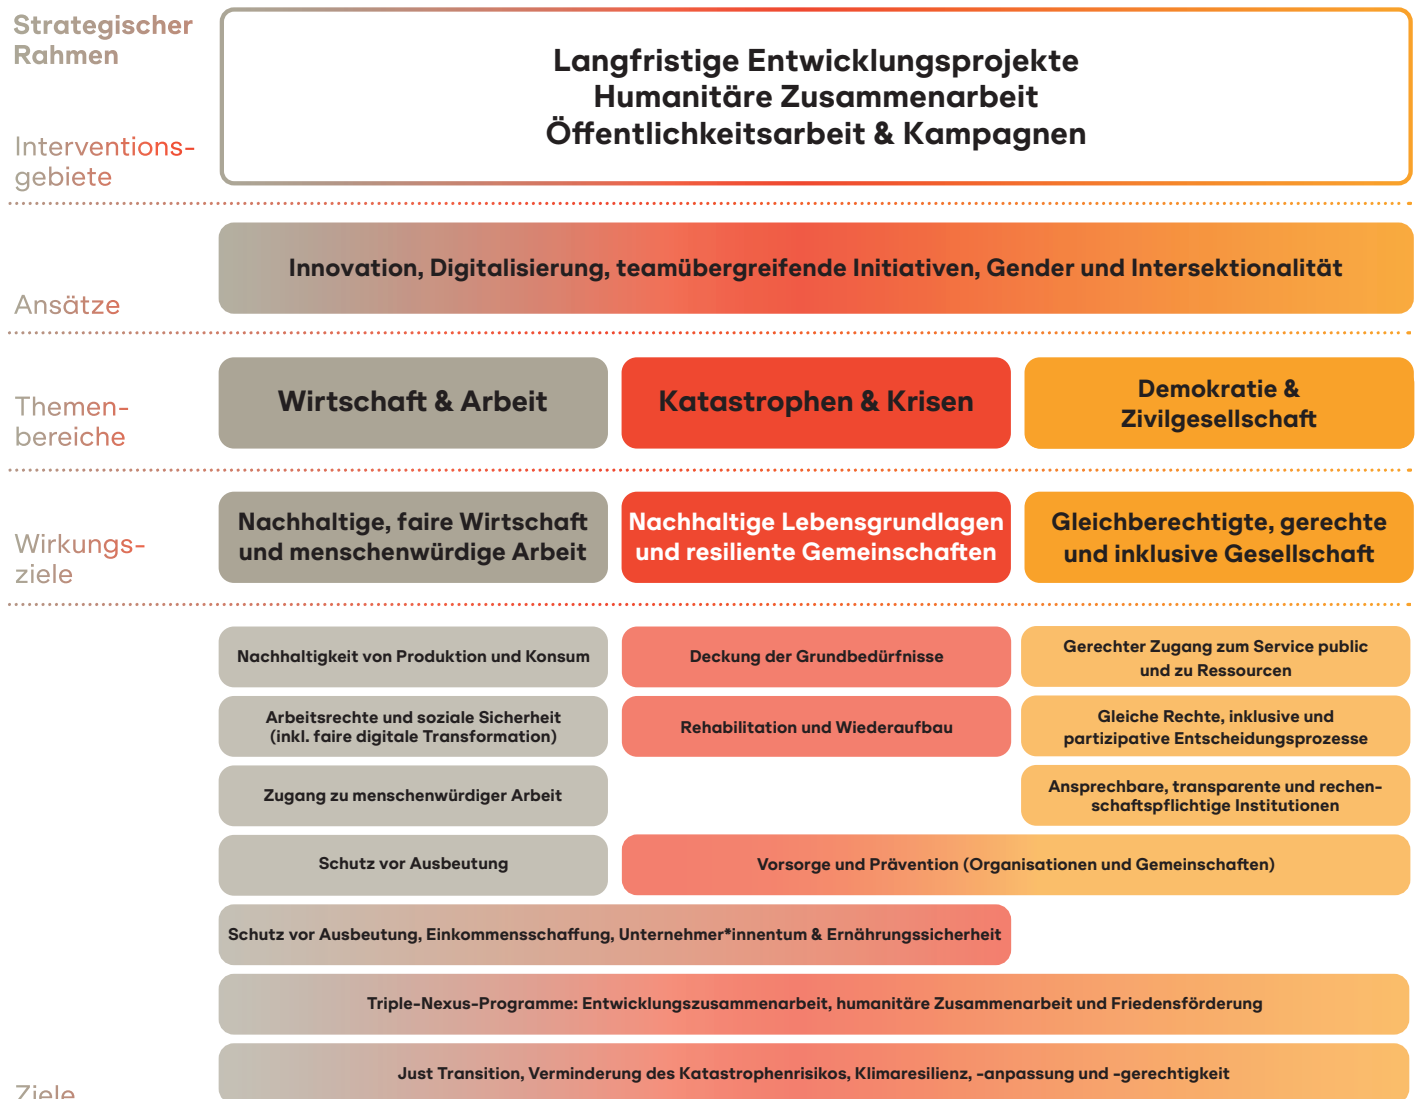 Strategischer
Rahmen
Langfristige Entwicklungsprojekte
Humanitäre Zusammenarbeit
Öffentlichkeitsarbeit & Kampagnen
Interventions-
gebiete
Innovation, Digitalisierung, teamübergreifende Initiativen, Gender und Intersektionalität
Ansätze
Themen-
bereiche
Wirtschaft & Arbeit
Katastrophen & Krisen
Demokratie &
Zivilgesellschaft
Wirkungs-
ziele
Nachhaltige, faire Wirtschaft
und menschenwürdige Arbeit
Nachhaltige Lebensgrundlagen
und resiliente Gemeinschaften
Gleichberechtigte, gerechte
und inklusive Gesellschaft
Nachhaltigkeit von Produktion und Konsum
Deckung der Grundbedürfnisse
Gerechter Zugang zum Service public
und zu Ressourcen
Arbeitsrechte und soziale Sicherheit
(inkl. faire digitale Transformation)
Rehabilitation und Wiederaufbau
Gleiche Rechte, inklusive und
partizipative Entscheidungsprozesse
Zugang zu menschenwürdiger Arbeit
Ansprechbare, transparente und rechen-
schaftspflichtige Institutionen
Schutz vor Ausbeutung
Vorsorge und Prävention (Organisationen und Gemeinschaften)
Schutz vor Ausbeutung, Einkommensschaffung, Unternehmer*innentum & Ernährungssicherheit
Triple-Nexus-Programme: Entwicklungszusammenarbeit, humanitäre Zusammenarbeit und Friedensförderung
Just Transition, Verminderung des Katastrophenrisikos, Klimaresilienz, -anpassung und -gerechtigkeit
Ziele